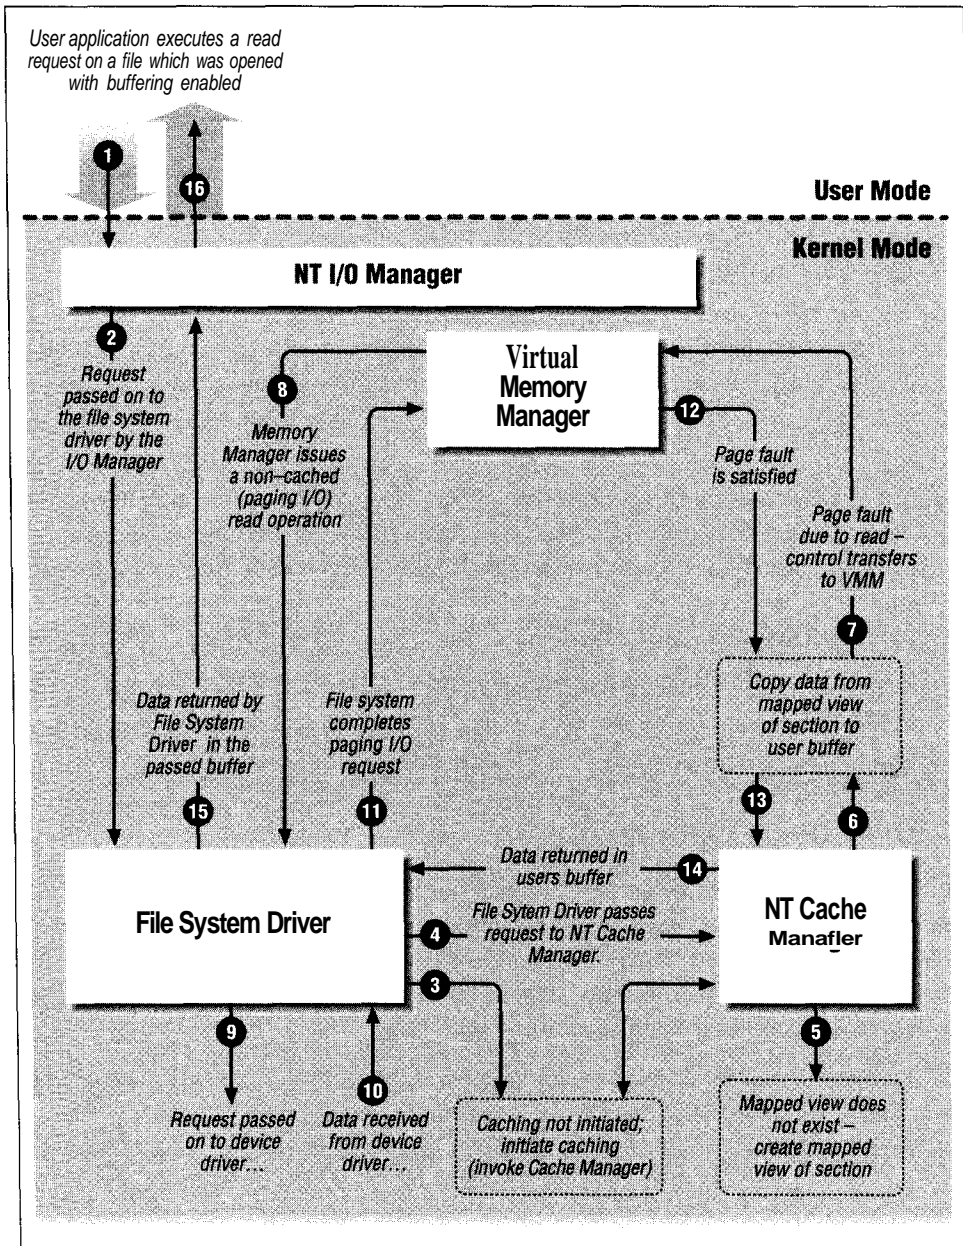 User application executes a read
request on a file which was opened
with buffering enabled
1
16
User Mode
Kernel Mode
NT I/O Manager
2
Request
passed on to
the file system
driver by the
I/O Manager
8
Memory
Manager issues
a non–cached
(paging I/O)
read operation
Virtual
Memory
Manager
12
Page fault
is satisfied
Page fault
due to read –
control transfers
to VMM
7
Data returned by
File System
Driver in the
passed buffer
15
File system
completes
paging I/O
request
11
Copy data from
mapped view
of section to
user buffer
13
6
File System Driver
Data returned in
users buffer
14
4
File Sytem Driver passes
request to NT Cache
Manager.
3
NT Cache
Manafler
9
Request passed
on to device
driver...
10
Data received
from device
driver...
Caching not initiated;
initiate caching
(invoke Cache Manager)
5
Mapped view does
not exist –
create mapped
view of section